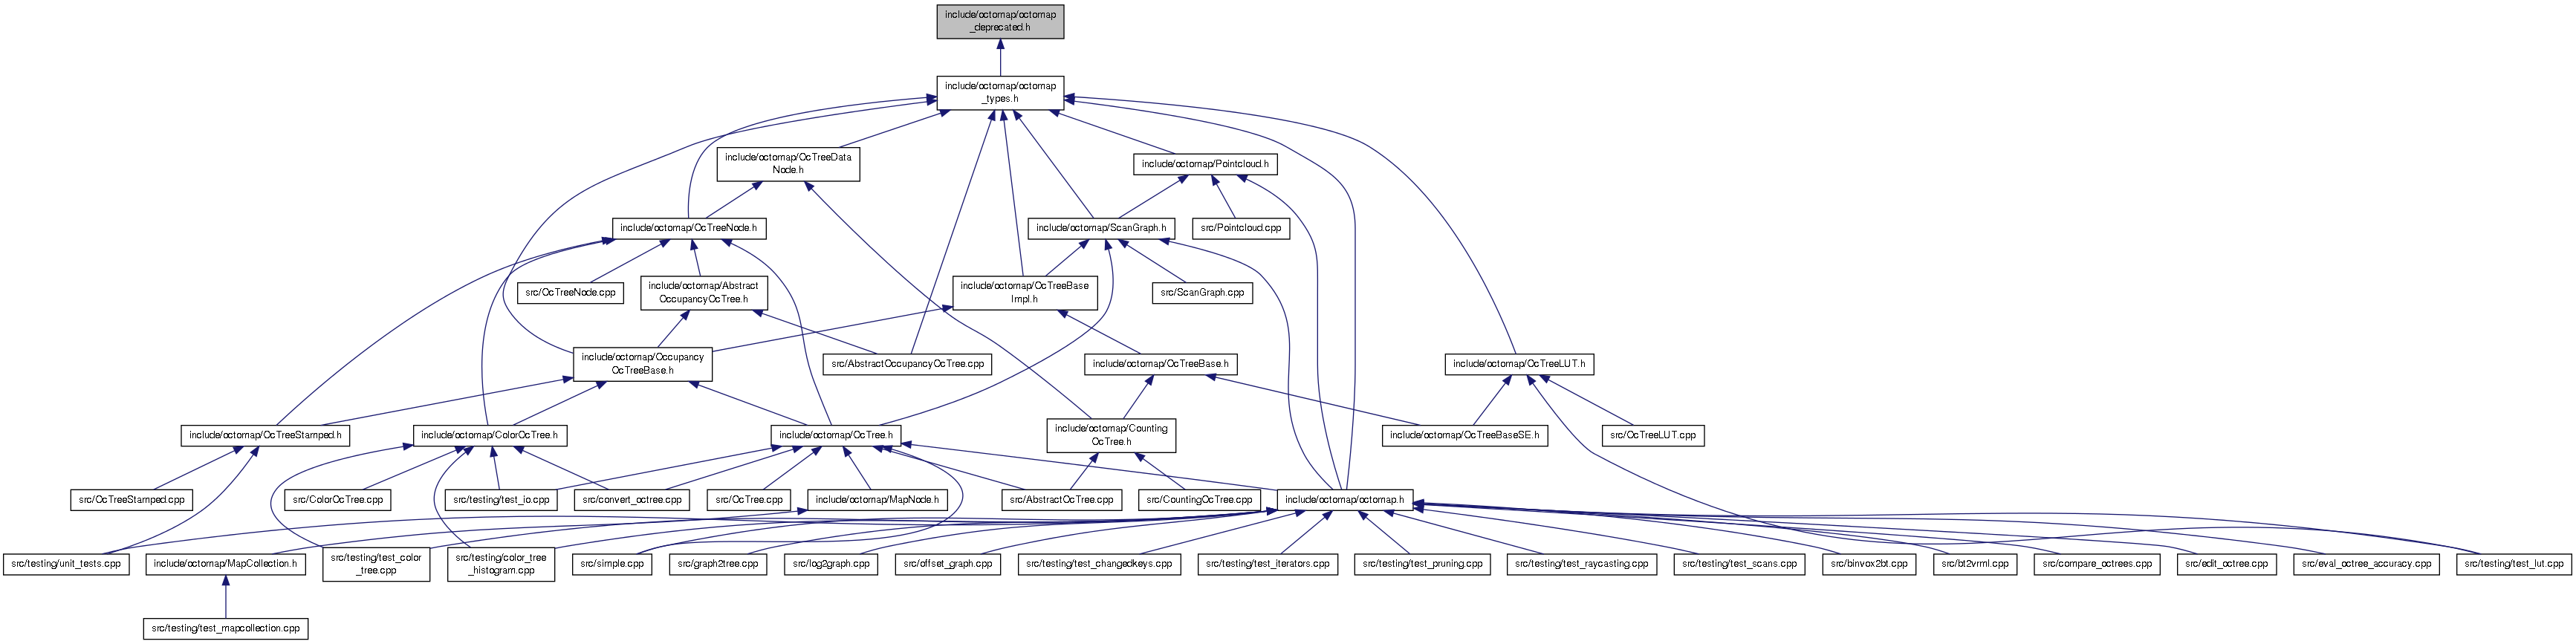 include/octomap/octomap
_deprecated.h
include/octomap/octomap
_types.h
include/octomap/OcTreeData
Node.h
include/octomap/Pointcloud.h
include/octomap/OcTreeNode.h
include/octomap/ScanGraph.h
src/Pointcloud.cpp
src/OcTreeNode.cpp
include/octomap/Abstract
OccupancyOcTree.h
include/octomap/OcTreeBase
Impl.h
src/ScanGraph.cpp
include/octomap/Occupancy
OcTreeBase.h
src/AbstractOccupancyOcTree.cpp
include/octomap/OcTreeBase.h
include/octomap/OcTreeLUT.h
include/octomap/OcTreeStamped.h
include/octomap/ColorOcTree.h
include/octomap/OcTree.h
include/octomap/Counting
OcTree.h
include/octomap/OcTreeBaseSE.h
src/OcTreeLUT.cpp
src/OcTreeStamped.cpp
src/ColorOcTree.cpp
src/testing/test_io.cpp
src/convert_octree.cpp
src/OcTree.cpp
include/octomap/MapNode.h
src/AbstractOcTree.cpp
src/CountingOcTree.cpp
include/octomap/octomap.h
src/testing/unit_tests.cpp
include/octomap/MapCollection.h
src/testing/test_color
_tree.cpp
src/testing/color_tree
_histogram.cpp
src/simple.cpp
src/graph2tree.cpp
src/log2graph.cpp
src/offset_graph.cpp
src/testing/test_changedkeys.cpp
src/testing/test_iterators.cpp
src/testing/test_pruning.cpp
src/testing/test_raycasting.cpp
src/testing/test_scans.cpp
src/binvox2bt.cpp
src/bt2vrml.cpp
src/compare_octrees.cpp
src/edit_octree.cpp
src/eval_octree_accuracy.cpp
src/testing/test_lut.cpp
src/testing/test_mapcollection.cpp